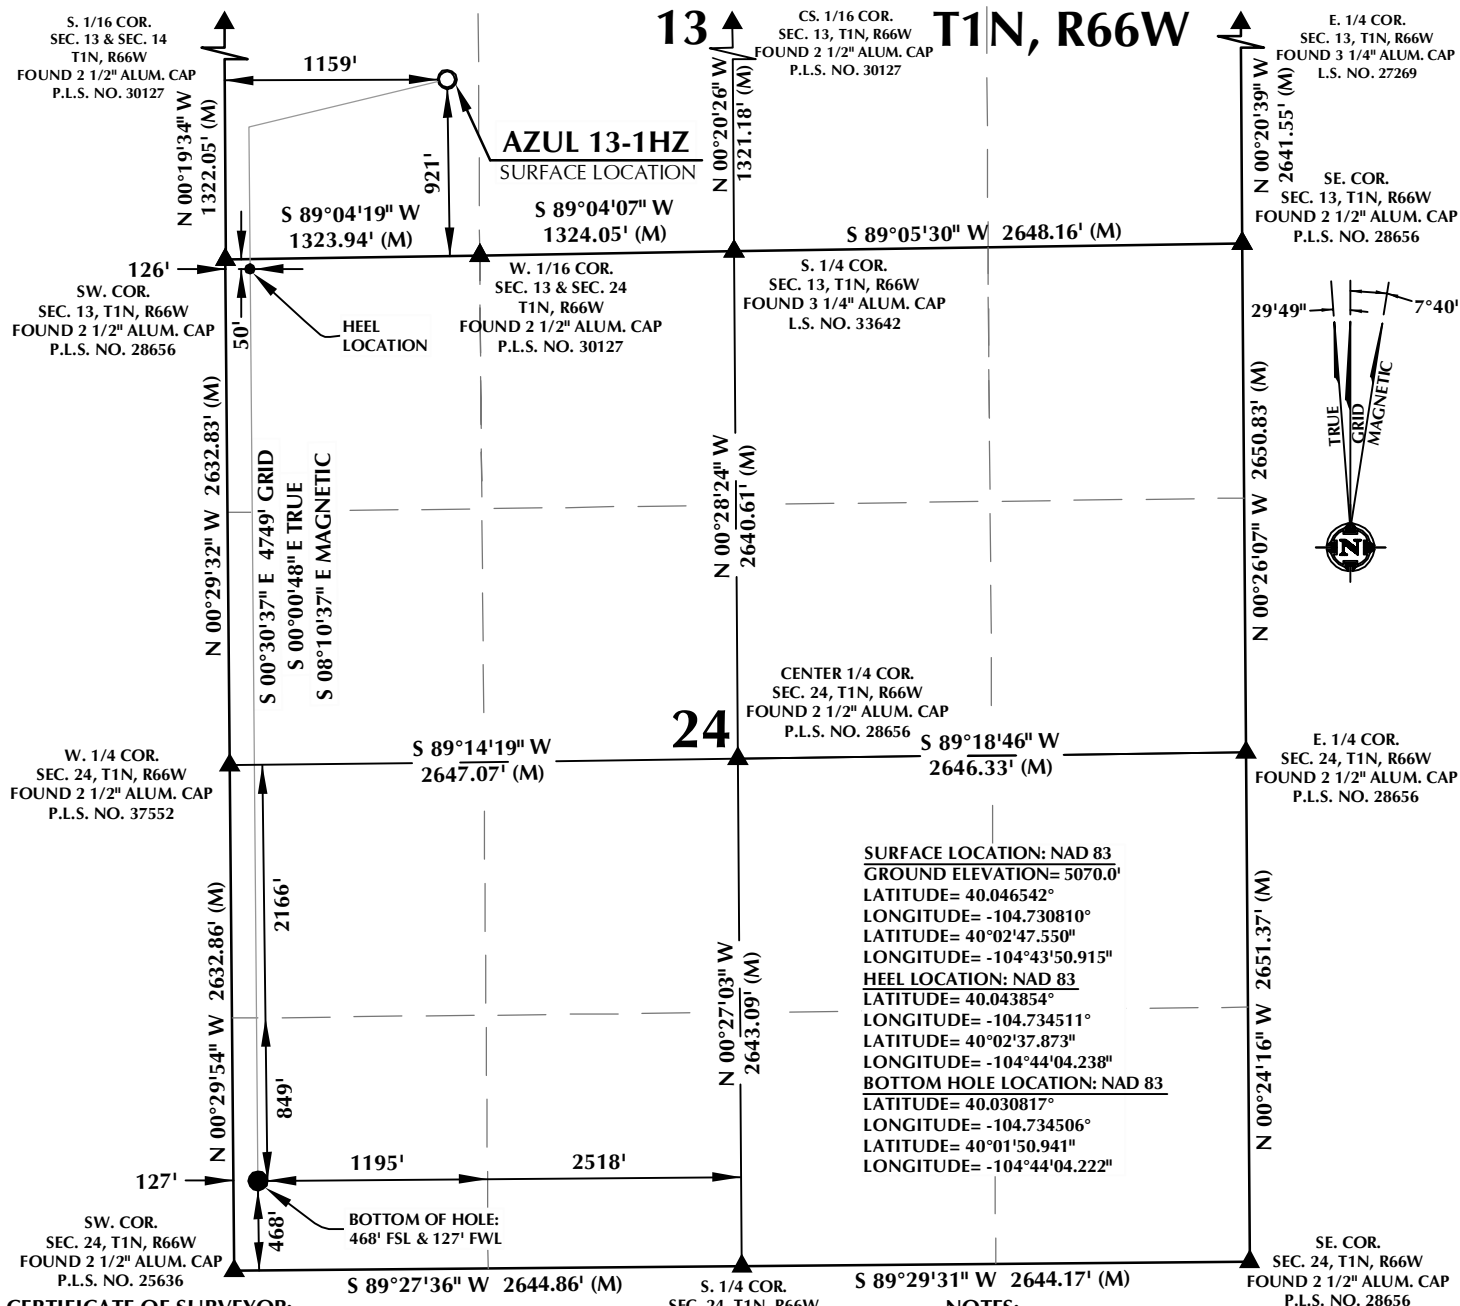 S. 1/16 COR.
SEC. 13 & SEC. 14
T1N, R66W
FOUND 2 1/2" ALUM. CAP
P.L.S. NO. 30127
1159'
13
CS. 1/16 COR.
SEC. 13, T1N, R66W
FOUND 2 1/2" ALUM. CAP
P.L.S. NO. 30127
T1N, R66W
E. 1/4 COR.
SEC. 13, T1N, R66W
FOUND 3 1/4" ALUM. CAP
L.S. NO. 27269
N 00°19'34" W
1322.05' (M)
921'
AZUL 13-1HZ
SURFACE LOCATION
N 00°20'26" W
1321.18' (M)
N 00°20'39" W
2641.55' (M)
S 89°04'19" W
1323.94' (M)
S 89°04'07" W
1324.05' (M)
S 89°05'30" W 2648.16' (M)
SE. COR.
SEC. 13, T1N, R66W
FOUND 2 1/2" ALUM. CAP
P.L.S. NO. 28656
126'
SW. COR.
SEC. 13, T1N, R66W
FOUND 2 1/2" ALUM. CAP
P.L.S. NO. 28656
50'
HEEL
LOCATION
W. 1/16 COR.
SEC. 13 & SEC. 24
T1N, R66W
FOUND 2 1/2" ALUM. CAP
P.L.S. NO. 30127
S. 1/4 COR.
SEC. 13, T1N, R66W
FOUND 3 1/4" ALUM. CAP
L.S. NO. 33642
29'49"
7°40'
TRUE
GRID
MAGNETIC
N
N 00°29'32" W 2632.83' (M)
S 00°30'37" E 4749' GRID
S 00°00'48" E TRUE
S 08°10'37" E MAGNETIC
N 00°28'24" W
2640.61' (M)
N 00°26'07" W 2650.83' (M)
24
CENTER 1/4 COR.
SEC. 24, T1N, R66W
FOUND 2 1/2" ALUM. CAP
P.L.S. NO. 28656
W. 1/4 COR.
SEC. 24, T1N, R66W
FOUND 2 1/2" ALUM. CAP
P.L.S. NO. 37552
S 89°14'19" W
2647.07' (M)
S 89°18'46" W
2646.33' (M)
E. 1/4 COR.
SEC. 24, T1N, R66W
FOUND 2 1/2" ALUM. CAP
P.L.S. NO. 28656
N 00°29'54" W 2632.86' (M)
2166'
849'
N 00°27'03" W
2643.09' (M)
SURFACE LOCATION: NAD 83
GROUND ELEVATION= 5070.0'
LATITUDE= 40.046542°
LONGITUDE= -104.730810°
LATITUDE= 40°02'47.550"
LONGITUDE= -104°43'50.915"
HEEL LOCATION: NAD 83
LATITUDE= 40.043854°
LONGITUDE= -104.734511°
LATITUDE= 40°02'37.873"
LONGITUDE= -104°44'04.238"
BOTTOM HOLE LOCATION: NAD 83
LATITUDE= 40.030817°
LONGITUDE= -104.734506°
LATITUDE= 40°01'50.941"
LONGITUDE= -104°44'04.222"
N 00°24'16" W 2651.37' (M)
127'
1195'
2518'
468'
BOTTOM OF HOLE:
468' FSL & 127' FWL
SW. COR.
SEC. 24, T1N, R66W
FOUND 2 1/2" ALUM. CAP
P.L.S. NO. 25636
S 89°27'36" W 2644.86' (M)
S. 1/4 COR.
SEC. 24, T1N, R66W
S 89°29'31" W 2644.17' (M)
SE. COR.
SEC. 24, T1N, R66W
FOUND 2 1/2" ALUM. CAP
P.L.S. NO. 28656
CERTIFICATE OF SURVEYOR:
NOTES: